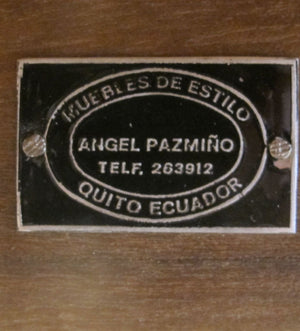 MUEBLES DE ESTILO
ANGEL PAZMIÑO
TELF. 263912
QUITO ECUADOR